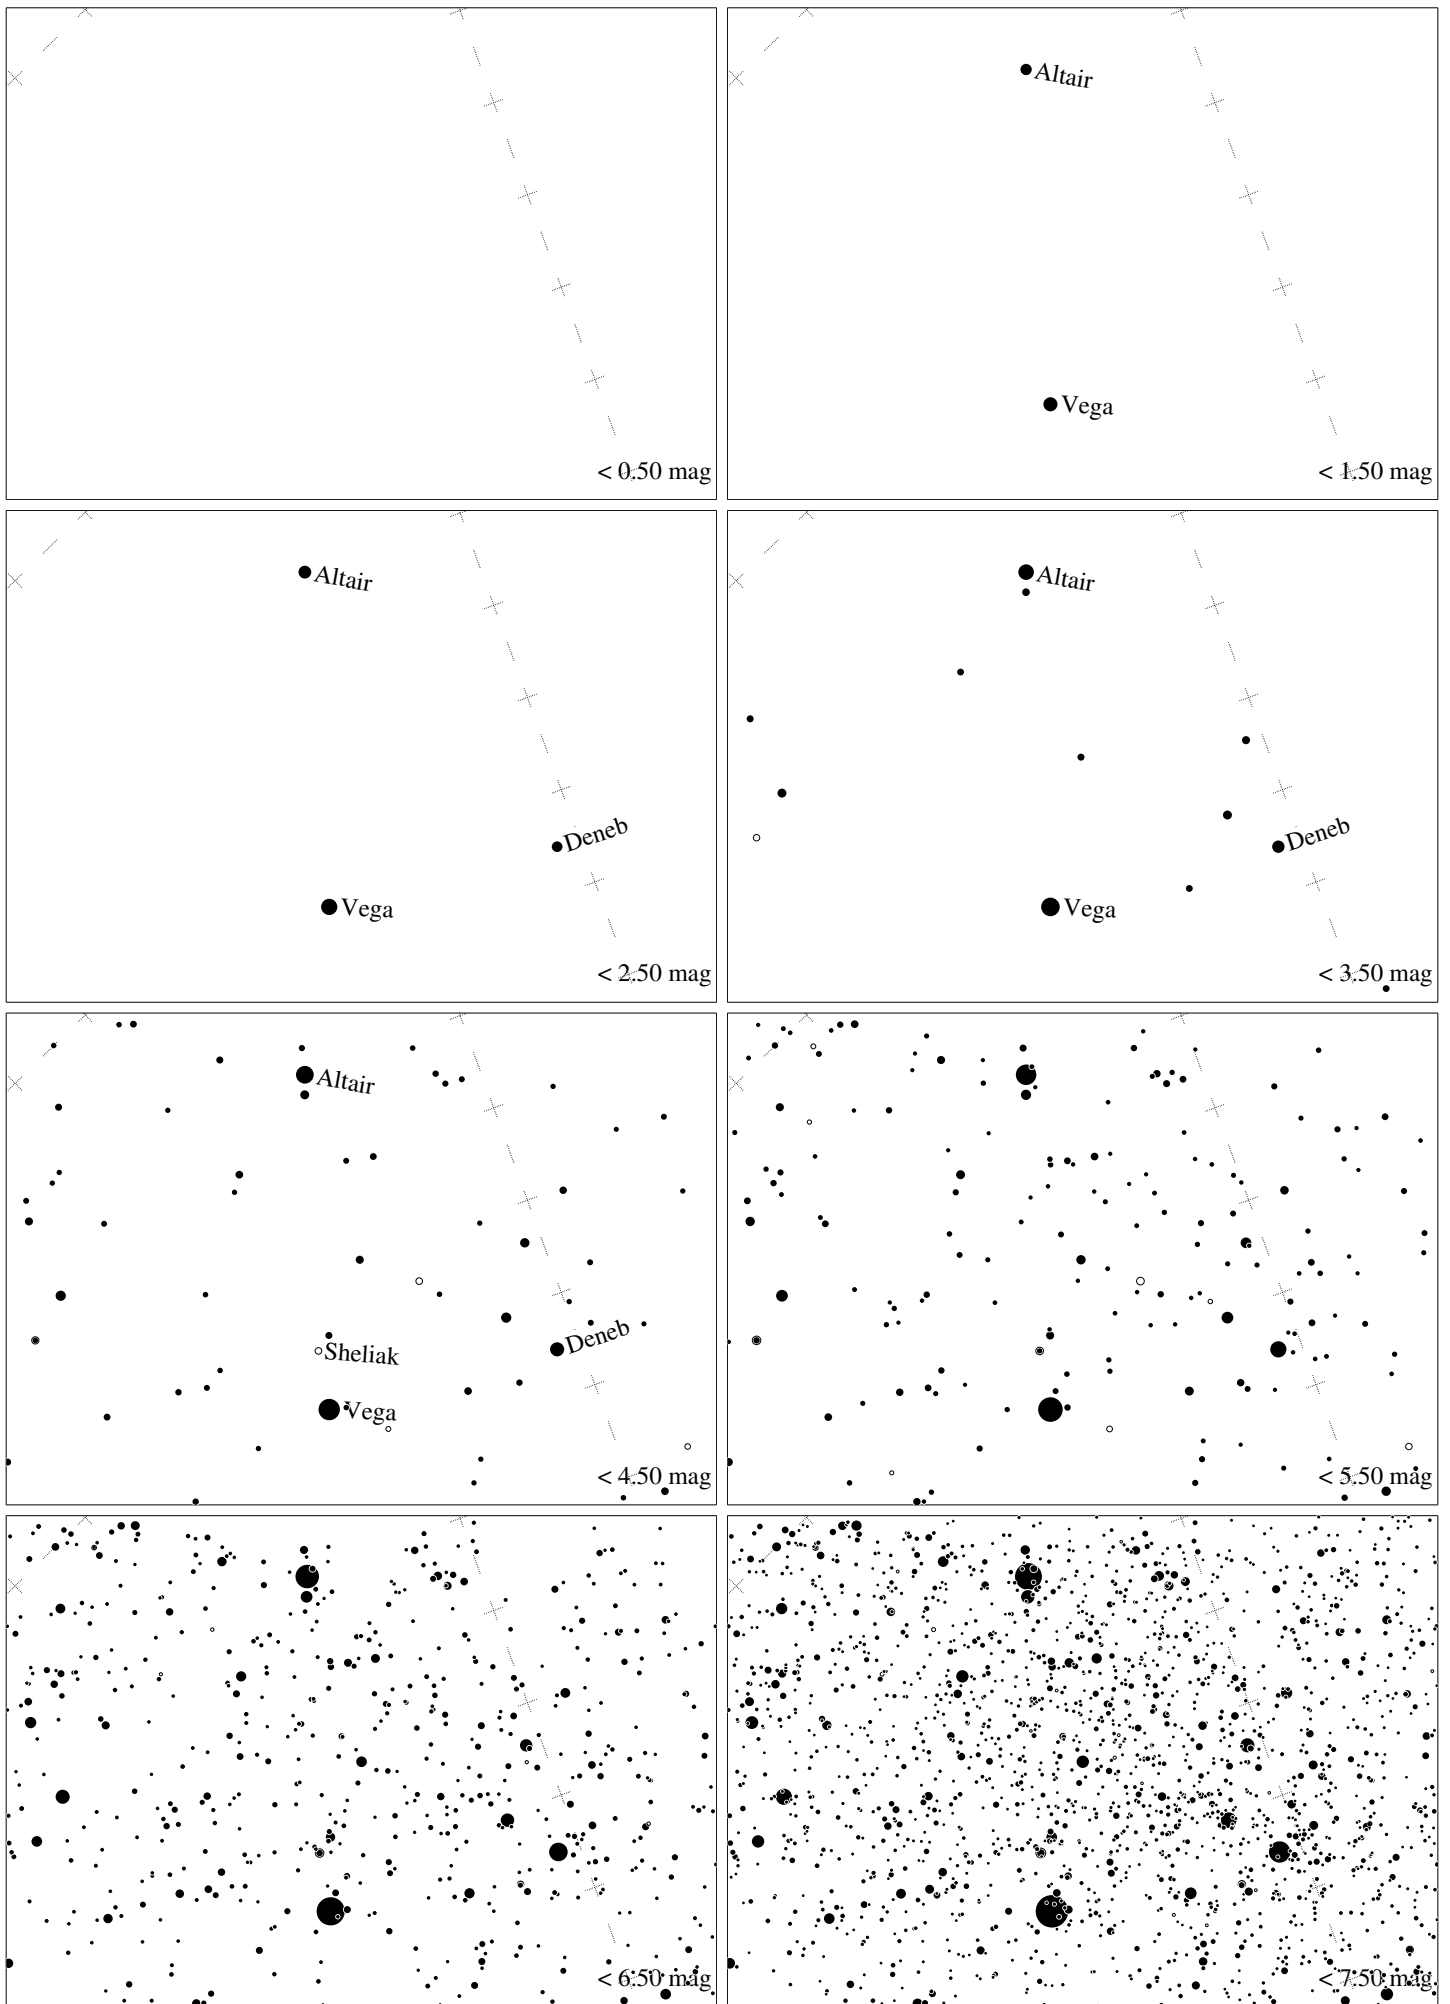 < 0.50 mag
Altair
Vega
< 1.50 mag
Altair
Deneb
Vega
< 2.50 mag
Altair
Deneb
Vega
< 3.50 mag
Altair
Deneb
Sheliak
Vega
< 4.50 mag
< 5.50 mag
< 6.50 mag
< 7.50 mag